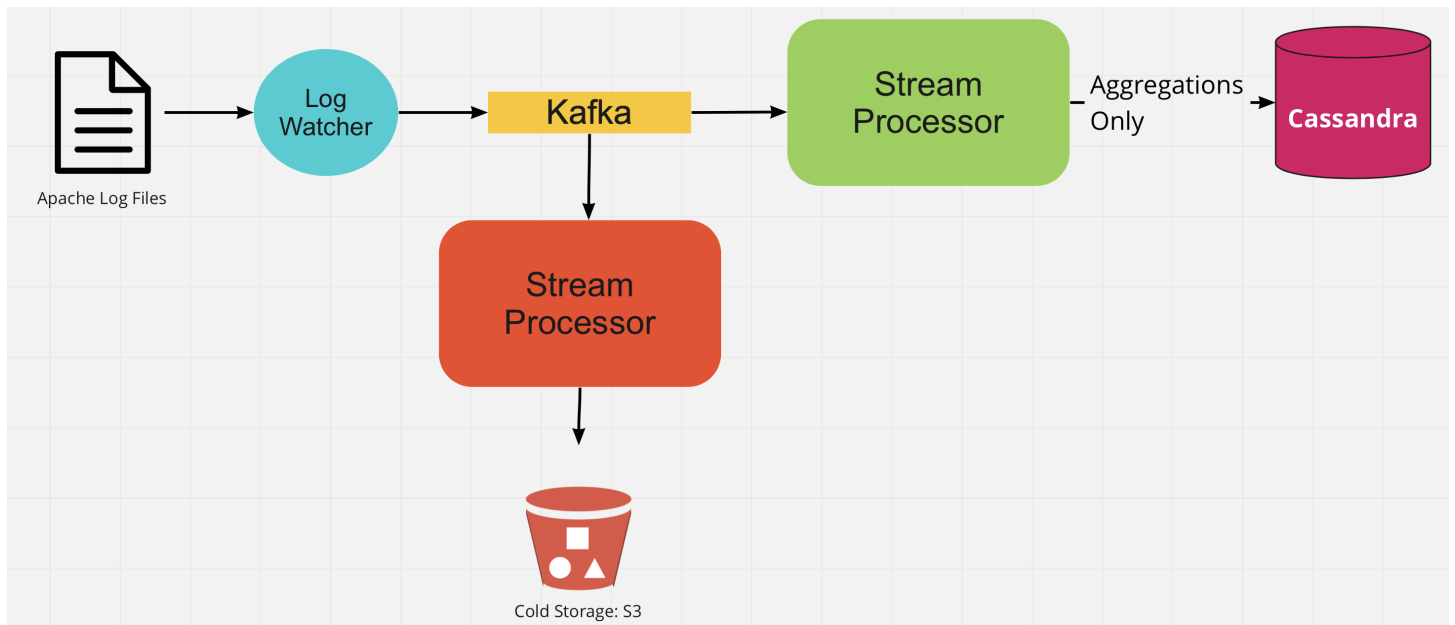 Apache Log Files
Log
Watcher
Kafka
Stream
Processor
Aggregations
Only
Cassandra
Stream
Processor
Cold Storage: S3